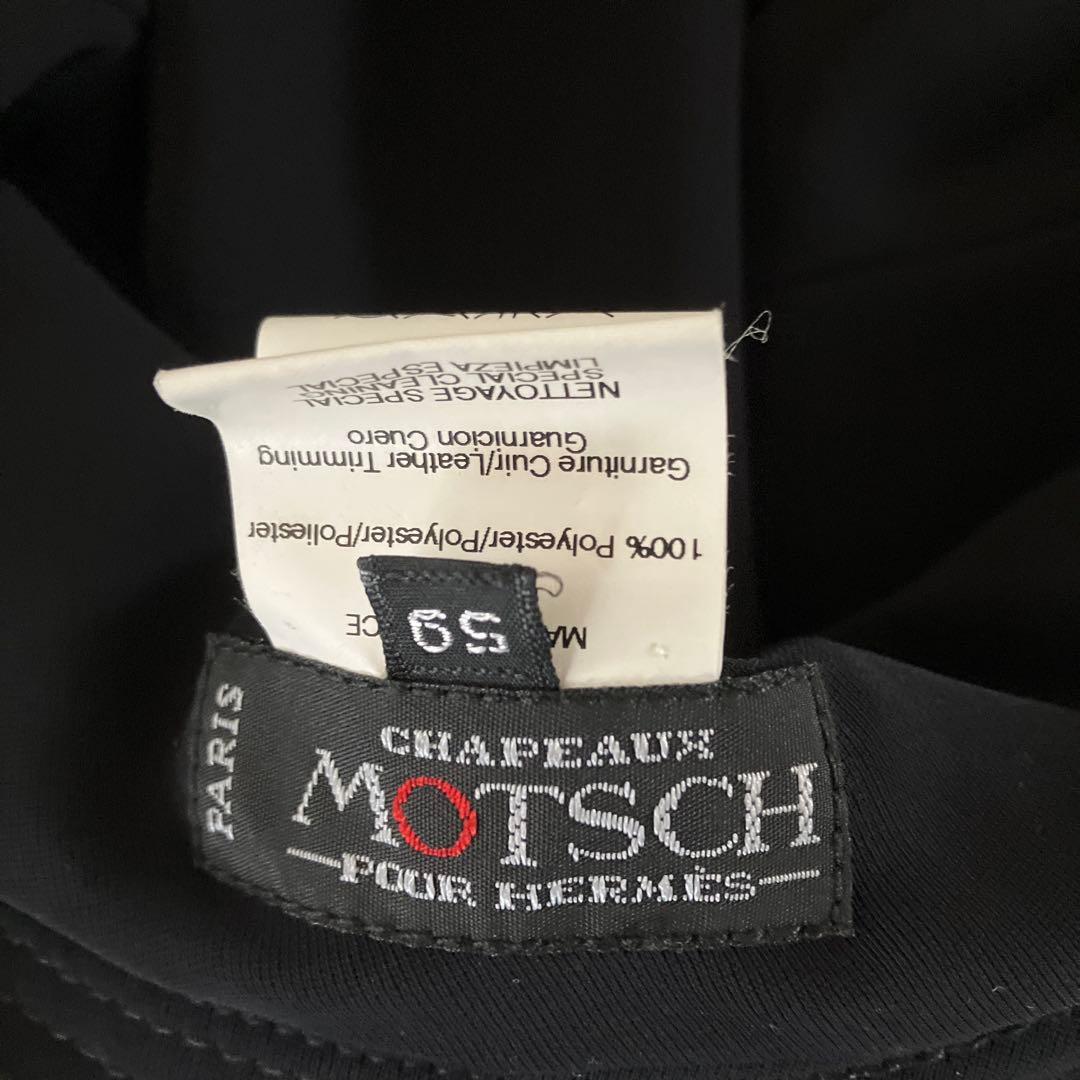 CHAPEAUX
MOTSCH
POUR HERMÈS
PARIS
59
100% Polyester/Polyester/Poliester
Garniture Cuir/Leather Trimming
Guarnicion Cuero
NETTOYAGE SPECIAL
SPECIAL CLEANING
LIMPIEZA ESPECIAL